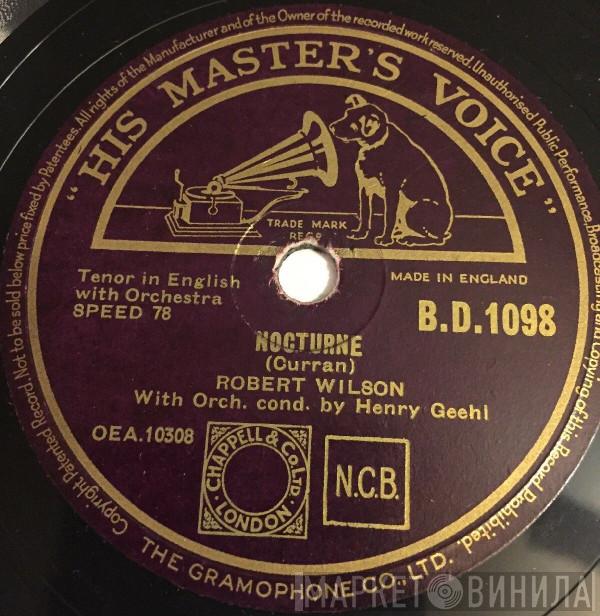 Copyright Patented Record. Not to be sold below price fixed by Patentees. All rights of the Manufacturer and of the Owner of the recorded work reserved. Unauthorised Public Performance, Broadcasting and Copying of this Record Prohibited.
"HIS MASTER'S VOICE"
TRADE MARK
REGD
Tenor in English
with Orchestra
SPEED 78
MADE IN ENGLAND
B.D.1098
NOCTURNE
(Curran)
ROBERT WILSON
With Orch. cond. by Henry Geehl
OEA.10308
CHAPPELL & CO. LTD.
LONDON
N.C.B.
THE GRAMOPHONE CO., LTD.
МАРКЕТ ВИНИЛА